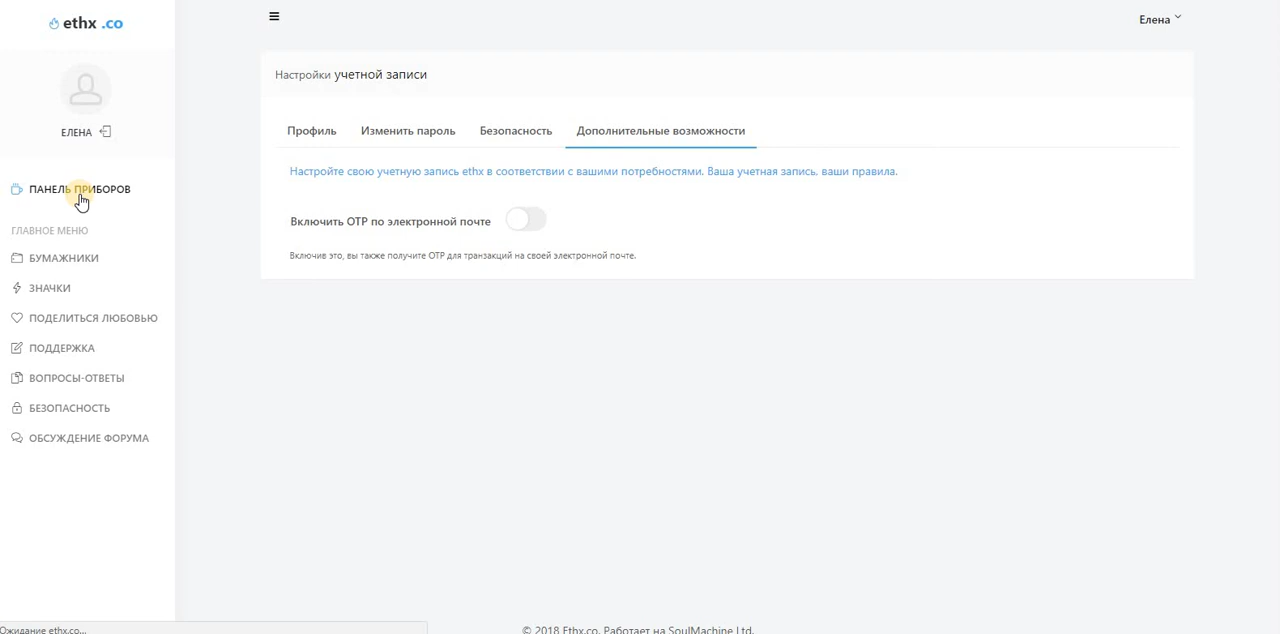 ethx .co
Елена
ЕЛЕНА
ПАНЕЛЬ ПРИБОРОВ
ГЛАВНОЕ МЕНЮ
БУМАЖНИКИ
ЗНАЧКИ
ПОДЕЛИТЬСЯ ЛЮБОВЬЮ
ПОДДЕРЖКА
ВОПРОСЫ-ОТВЕТЫ
БЕЗОПАСНОСТЬ
ОБСУЖДЕНИЕ ФОРУМА
Настройки учетной записи
Профиль Изменить пароль Безопасность Дополнительные возможности
Настройте свою учетную запись ethx в соответствии с вашими потребностями. Ваша учетная запись, ваши правила.
Включить OTP по электронной почте
Включив это, вы также получите OTP для транзакций на своей электронной почте.
Ожидание ethx.co...
© 2018 Ethx.co. Работает на SoulMachine Ltd.